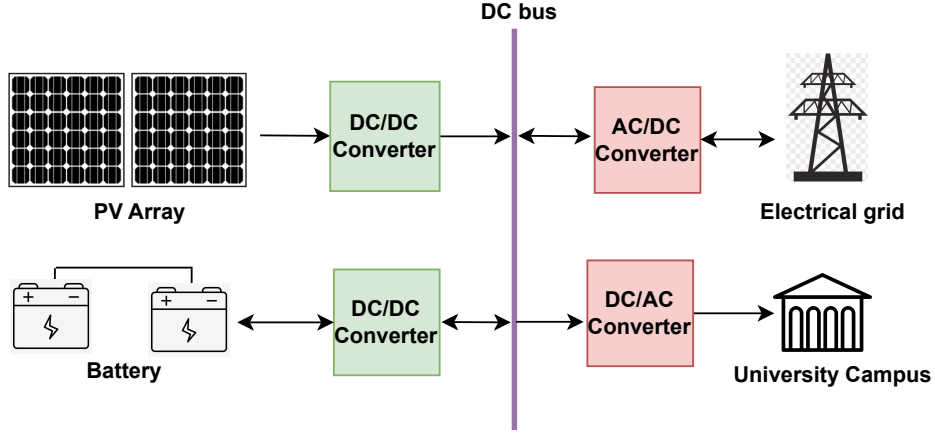 DC bus
DC/DC
Converter
AC/DC
Converter
PV Array
Electrical grid
+ −
+ −
DC/DC
Converter
DC/AC
Converter
Battery
University Campus